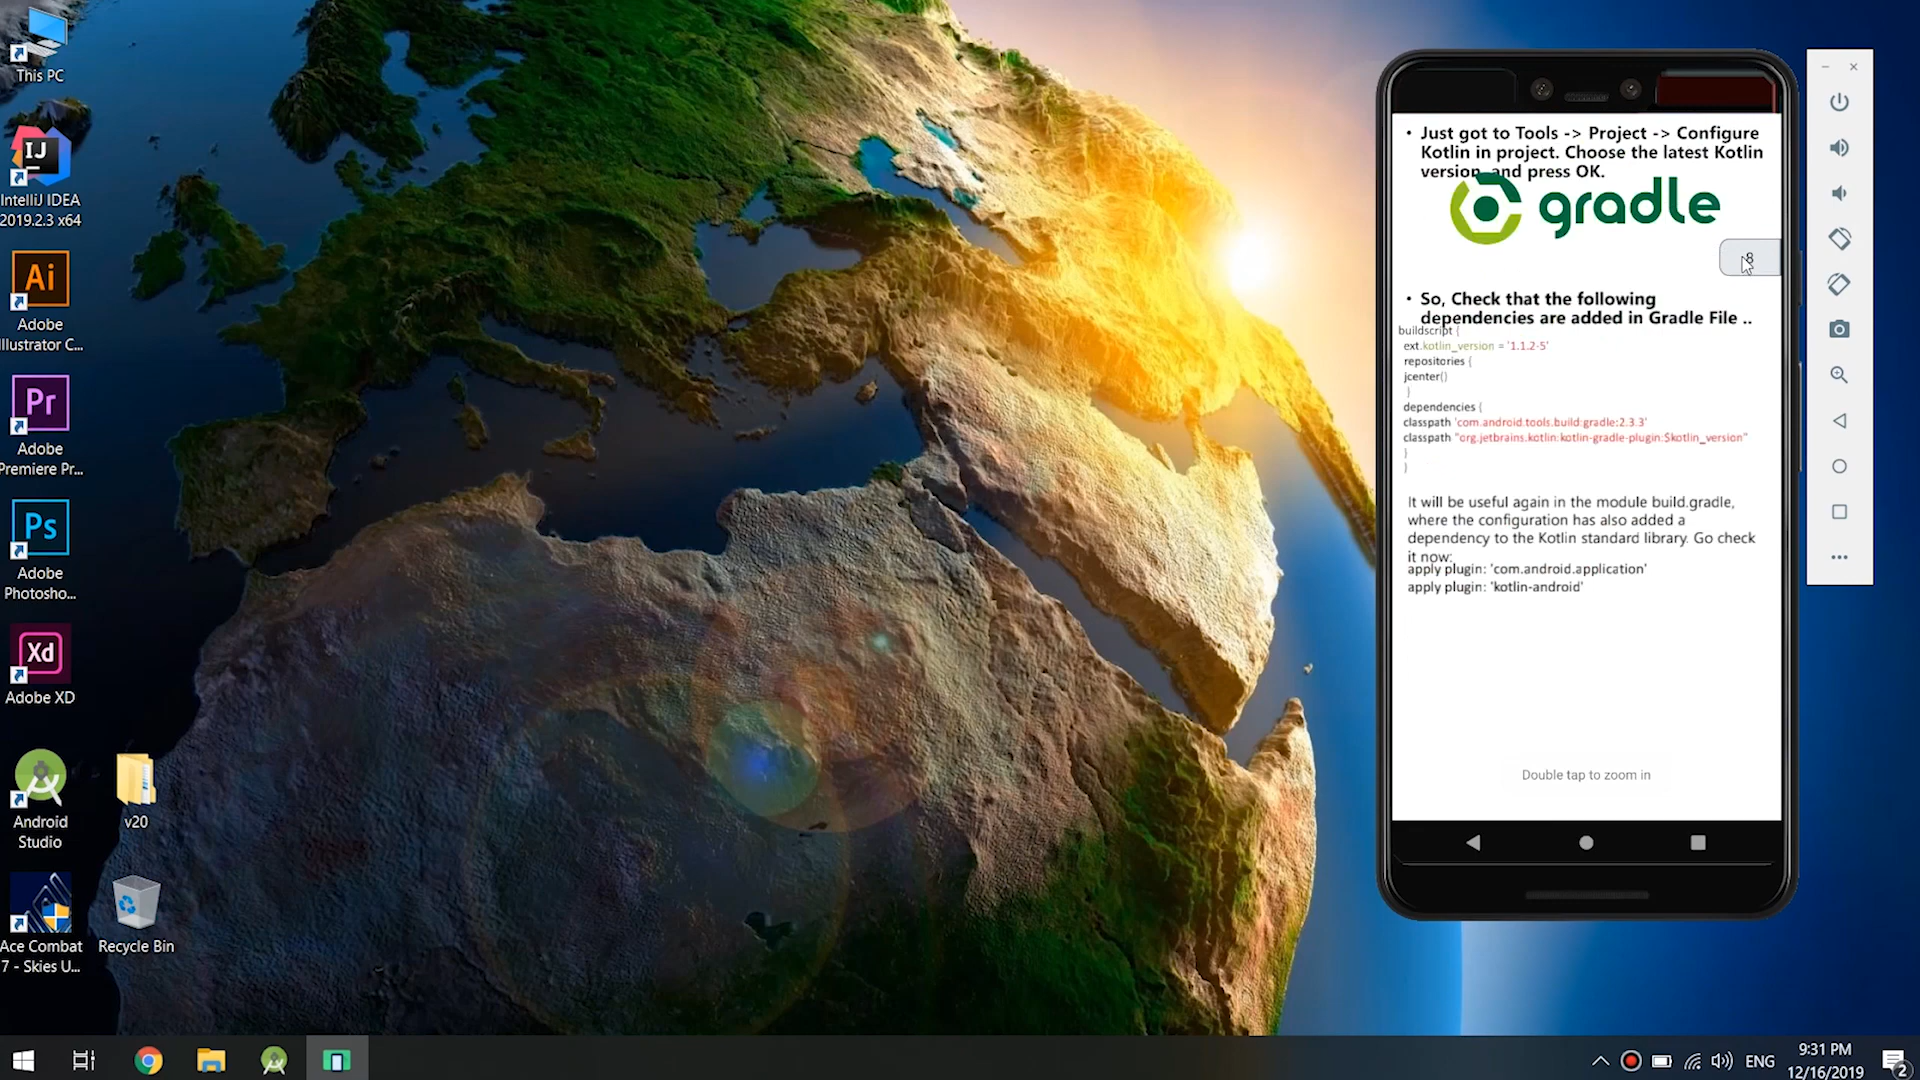 This PC
IntelliJ IDEA
2019.2.3 x64
Adobe
Illustrator C...
Adobe
Premiere Pr...
Adobe
Photosho...
Adobe XD
Android
Studio
v20
Ace Combat
7 - Skies U...
Recycle Bin
• Just got to Tools -> Project -> Configure
Kotlin in project. Choose the latest Kotlin
version, and press OK.
gradle
8
• So, Check that the following
dependencies are added in Gradle File ..
buildscript {
ext.kotlin_version = '1.1.2-5'
repositories {
jcenter()
}
dependencies {
classpath 'com.android.tools.build:gradle:2.3.3'
classpath "org.jetbrains.kotlin:kotlin-gradle-plugin:$kotlin_version"
}
}
It will be useful again in the module build.gradle,
where the configuration has also added a
dependency to the Kotlin standard library. Go check
it now:
apply plugin: 'com.android.application'
apply plugin: 'kotlin-android'
Double tap to zoom in
ENG
9:31 PM
12/16/2019
2